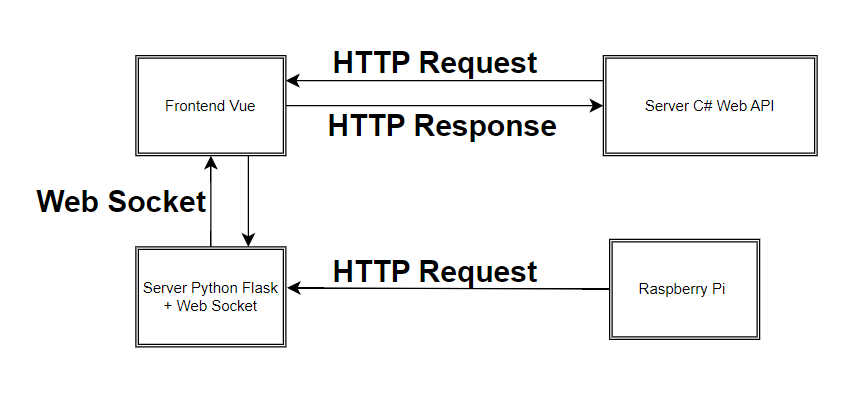 HTTP Request
Frontend Vue
Server C# Web API
HTTP Response
Web Socket
HTTP Request
Server Python Flask
+ Web Socket
Raspberry Pi